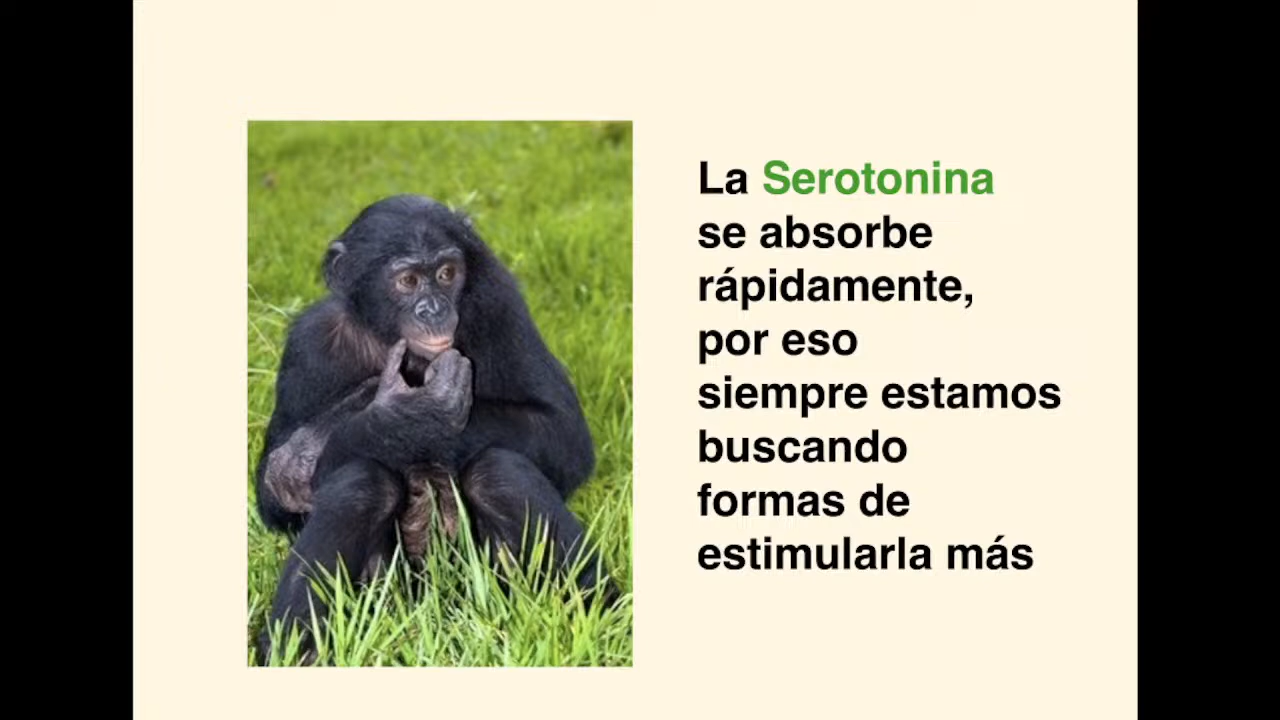 La Serotonina
se absorbe
rápidamente,
por eso
siempre estamos
buscando
formas de
estimularla más